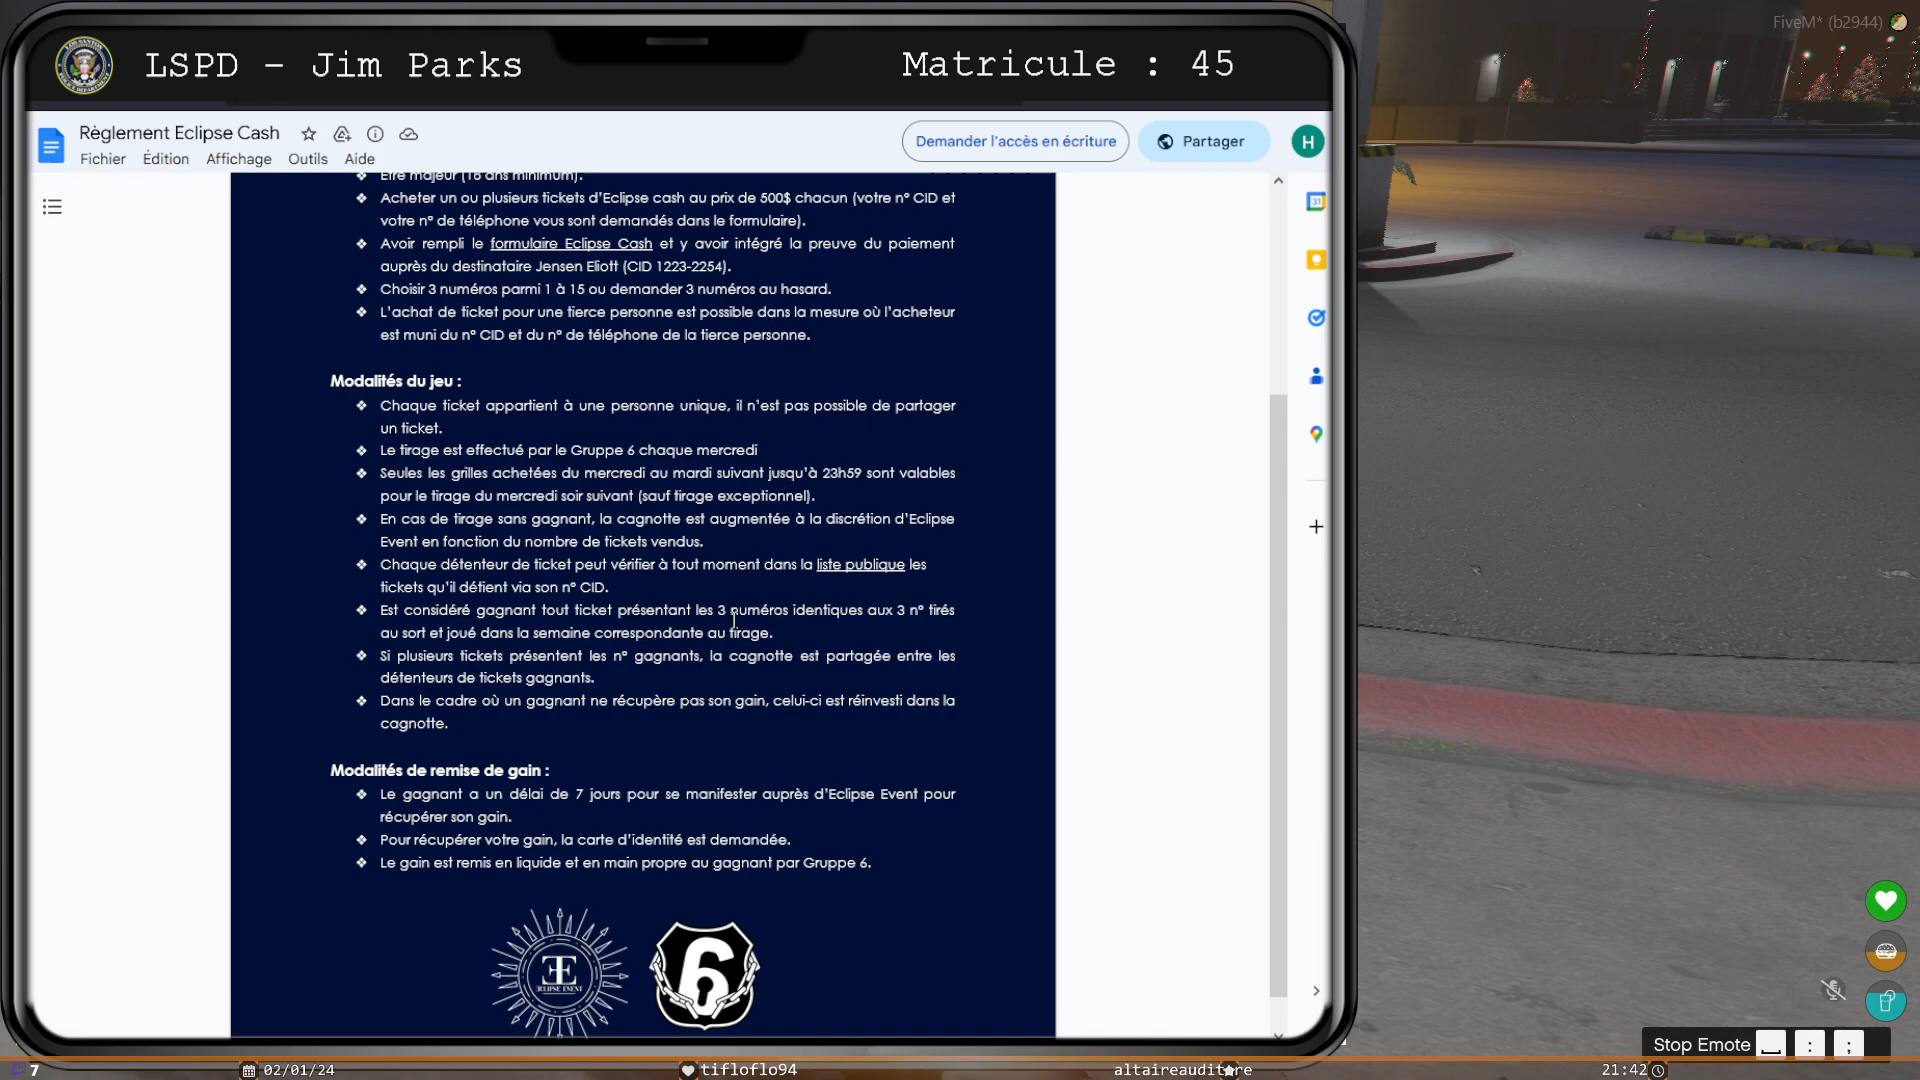 FiveM* (b2944)
LSPD - Jim Parks
Matricule : 45
Règlement Eclipse Cash
Demander l'accès en écriture
Partager
H
Fichier Édition Affichage Outils Aide
❖ Etre majeur (16 ans minimum).
❖ Acheter un ou plusieurs tickets d'Eclipse cash au prix de 500$ chacun (votre n° CID et
votre n° de téléphone vous sont demandés dans le formulaire).
❖ Avoir rempli le formulaire Eclipse Cash et y avoir intégré la preuve du paiement
auprès du destinataire Jensen Eliott (CID 1223-2254).
❖ Choisir 3 numéros parmi 1 à 15 ou demander 3 numéros au hasard.
❖ L'achat de ticket pour une tierce personne est possible dans la mesure où l'acheteur
est muni du n° CID et du n° de téléphone de la tierce personne.
Modalités du jeu :
❖ Chaque ticket appartient à une personne unique, il n'est pas possible de partager
un ticket.
❖ Le tirage est effectué par le Gruppe 6 chaque mercredi
❖ Seules les grilles achetées du mercredi au mardi suivant jusqu'à 23h59 sont valables
pour le tirage du mercredi soir suivant (sauf tirage exceptionnel).
❖ En cas de tirage sans gagnant, la cagnotte est augmentée à la discrétion d'Eclipse
Event en fonction du nombre de tickets vendus.
❖ Chaque détenteur de ticket peut vérifier à tout moment dans la liste publique les
tickets qu'il détient via son n° CID.
❖ Est considéré gagnant tout ticket présentant les 3 numéros identiques aux 3 n° tirés
au sort et joué dans la semaine correspondante au tirage.
❖ Si plusieurs tickets présentent les n° gagnants, la cagnotte est partagée entre les
détenteurs de tickets gagnants.
❖ Dans le cadre où un gagnant ne récupère pas son gain, celui-ci est réinvesti dans la
cagnotte.
Modalités de remise de gain :
❖ Le gagnant a un délai de 7 jours pour se manifester auprès d'Eclipse Event pour
récupérer son gain.
❖ Pour récupérer votre gain, la carte d'identité est demandée.
❖ Le gain est remis en liquide et en main propre au gagnant par Gruppe 6.
ECLIPSE EVENT
6
31
Stop Emote : ;
7
02/01/24
tifloflo94
21:42